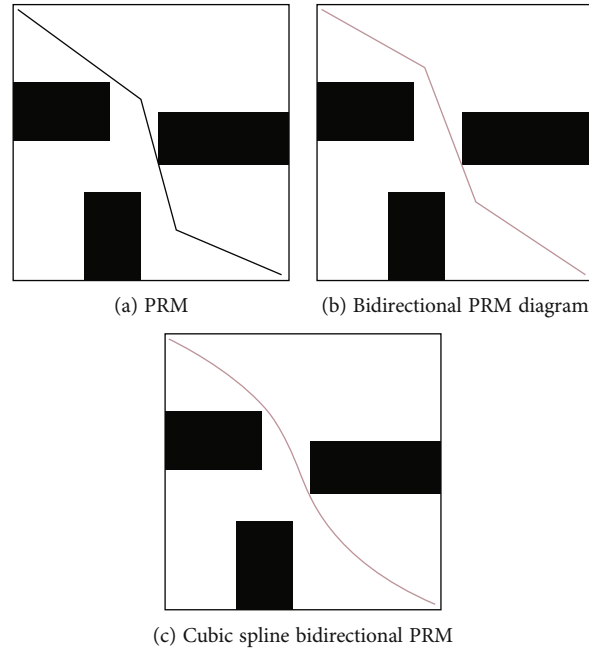 (a) PRM
(b) Bidirectional PRM diagram
(c) Cubic spline bidirectional PRM